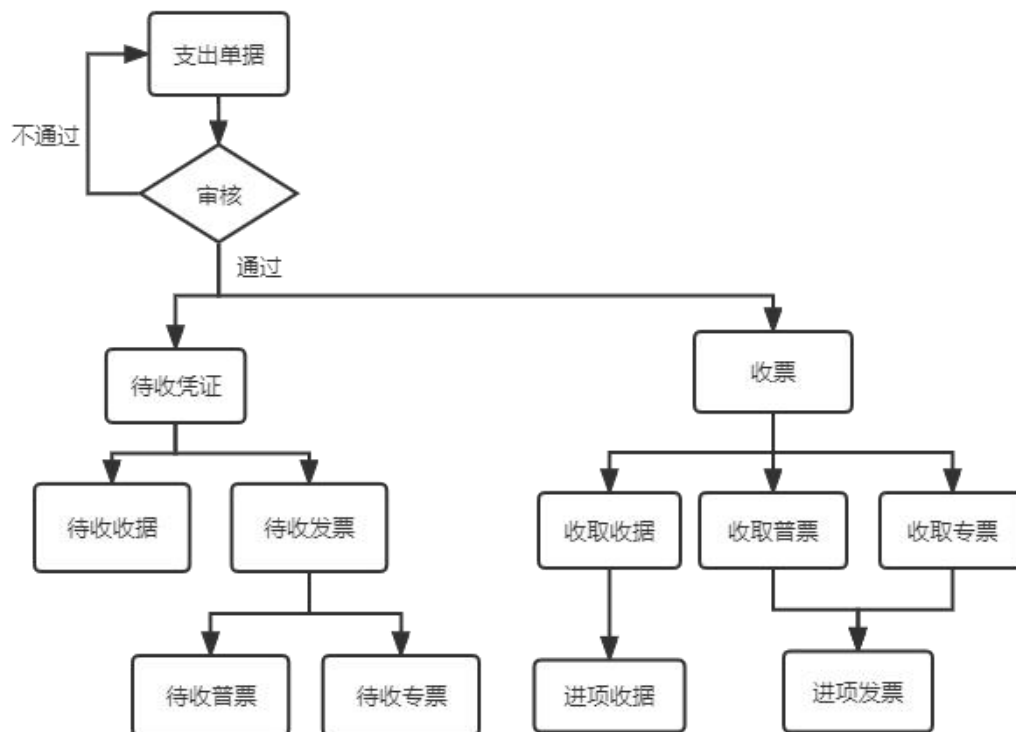 支出单据
不通过
审核
通过
待收凭证
收票
待收收据
待收发票
收取收据
收取普票
收取专票
待收普票
待收专票
进项收据
进项发票